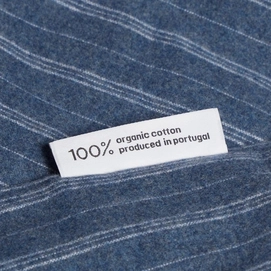 100% organic cotton
produced in portugal